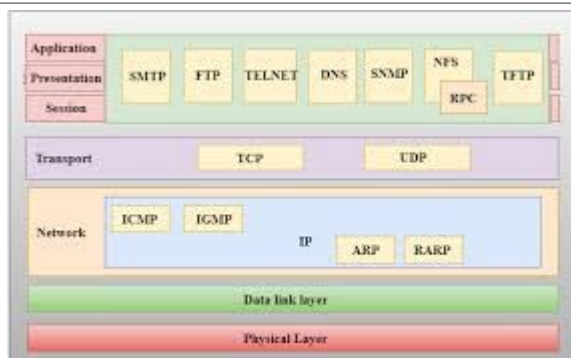 Application
Presentation
Session
SMTP
FTP
TELNET
DNS
SNMP
NFS
RPC
TFTP
Transport
TCP
UDP
Network
ICMP
IGMP
IP
ARP
RARP
Data link layer
Physical Layer